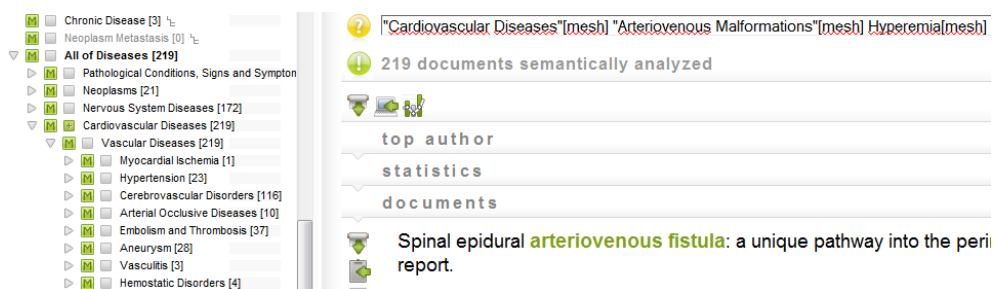 Chronic Disease [3]
Neoplasm Metastasis [0]
All of Diseases [219]
Pathological Conditions, Signs and Sympton
Neoplasms [21]
Nervous System Diseases [172]
Cardiovascular Diseases [219]
Vascular Diseases [219]
Myocardial Ischemia [1]
Hypertension [23]
Cerebrovascular Disorders [116]
Arterial Occlusive Diseases [10]
Embolism and Thrombosis [37]
Aneurysm [28]
Vasculitis [3]
Hemostatic Disorders [4]
"Cardiovascular Diseases"[mesh] "Arteriovenous Malformations"[mesh] Hyperemia[mesh]
219 documents semantically analyzed
top author
statistics
documents
Spinal epidural arteriovenous fistula: a unique pathway into the peri
report.